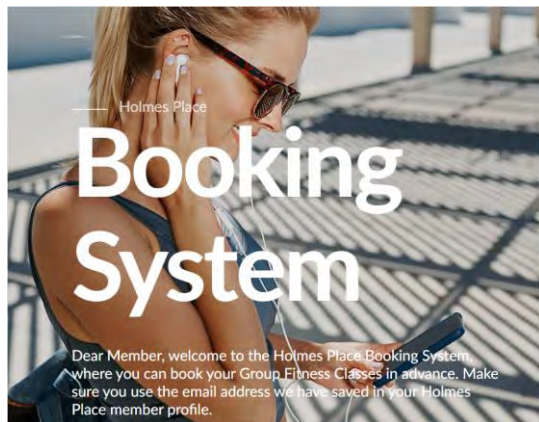 Holmes Place
Booking
System
Dear Member, welcome to the Holmes Place Booking System,
where you can book your Group Fitness Classes in advance. Make
sure you use the email address we have saved in your Holmes
Place member profile.